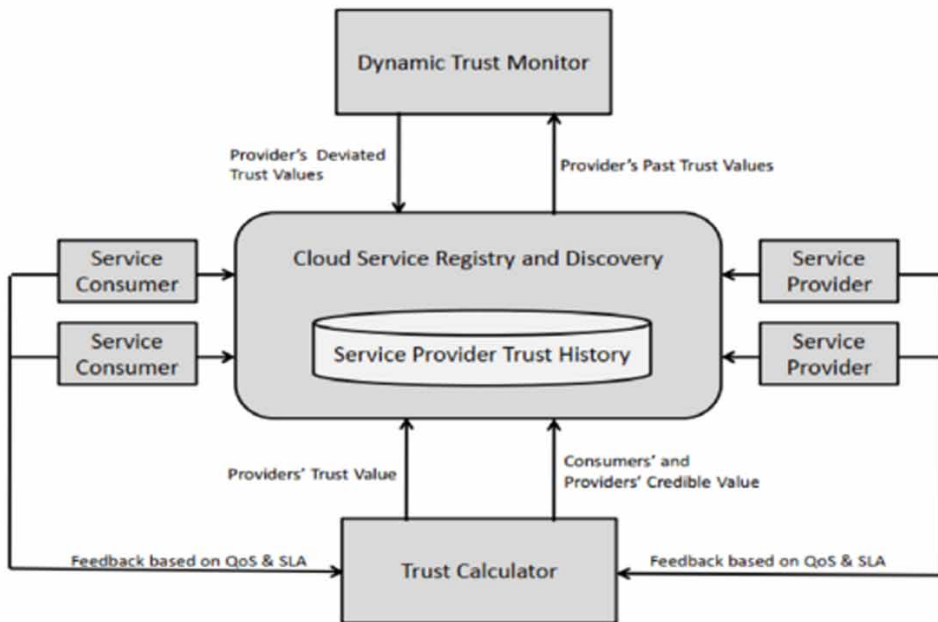 Dynamic Trust Monitor
Provider's Deviated
Trust Values
Provider's Past Trust Values
Service
Consumer
Cloud Service Registry and Discovery
Service
Provider
Service
Consumer
Service Provider Trust History
Service
Provider
Providers' Trust Value
Consumers' and
Providers' Credible Value
Feedback based on QoS & SLA
Trust Calculator
Feedback based on QoS & SLA